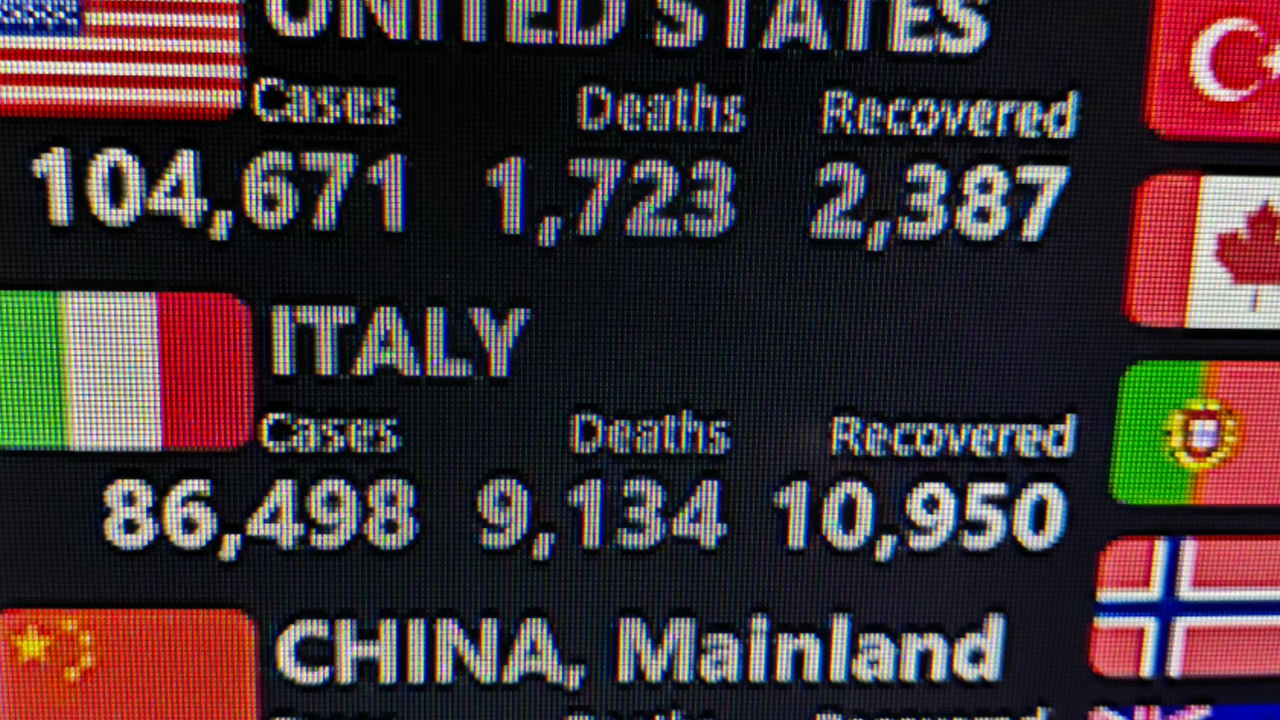 UNITED STATES
Cases Deaths Recovered
104,671 1,723 2,387
ITALY
Cases Deaths Recovered
86,498 9,134 10,950
CHINA, Mainland